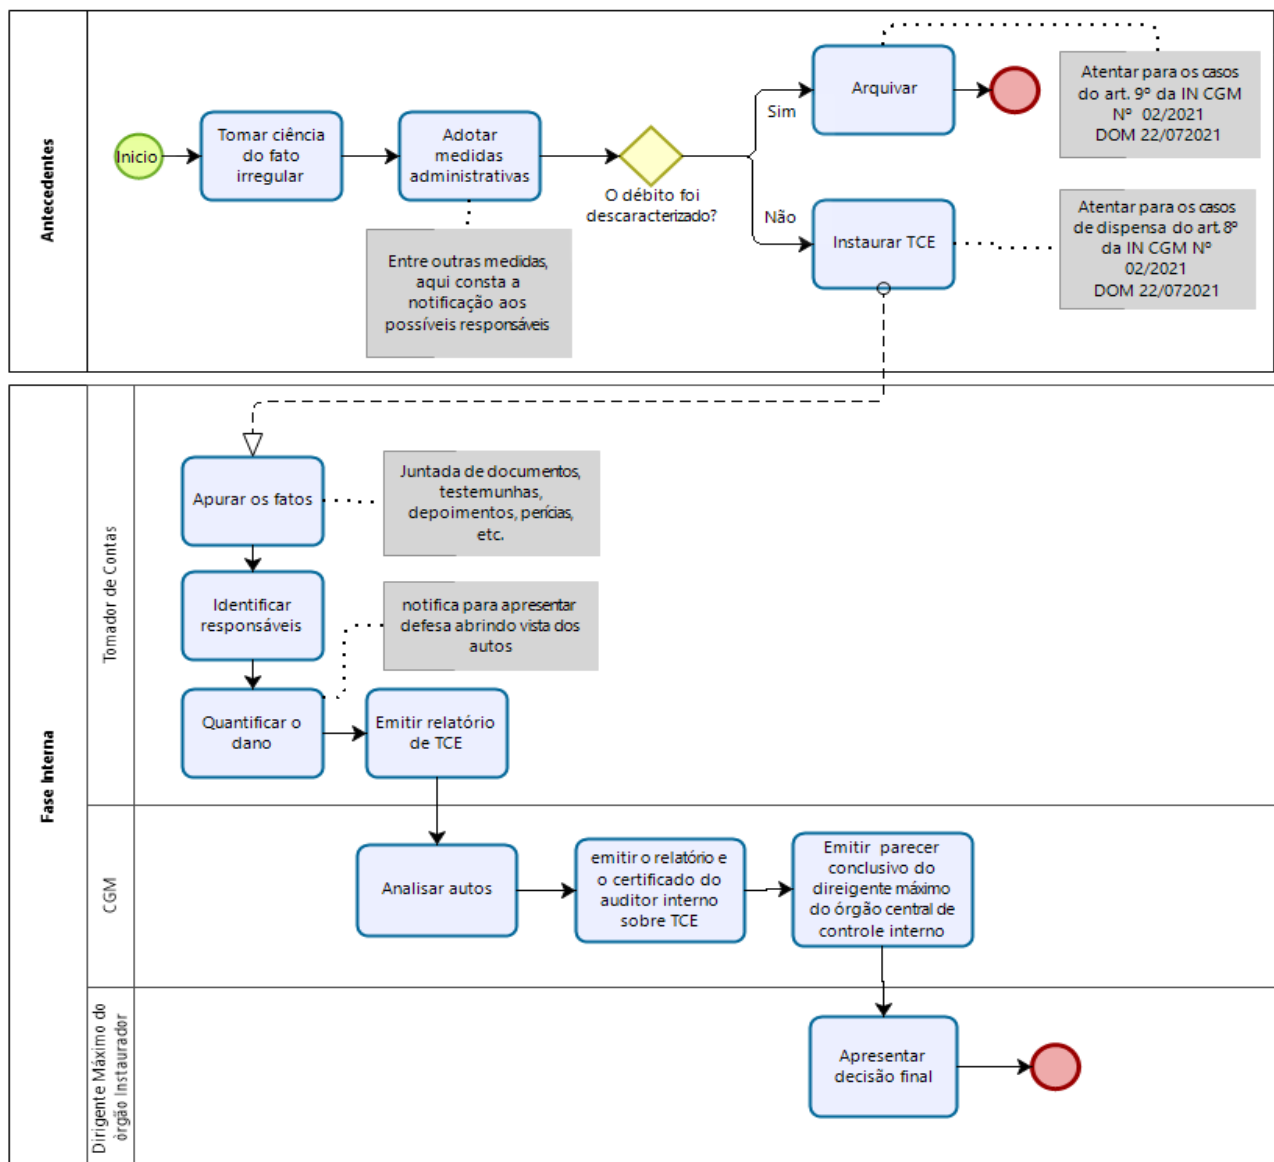 Antecedentes
Inicio
Tomar ciência
do fato
irregular
Adotar
medidas
administrativas
Entre outras medidas,
aqui consta a
notificação aos
possíveis responsáveis
O débito foi
descaracterizado?
Sim
Não
Arquivar
Atentar para os casos
do art. 9º da IN CGM
Nº 02/2021
DOM 22/072021
Instaurar TCE
Atentar para os casos
de dispensa do art.8º
da IN CGM Nº
02/2021
DOM 22/072021
Fase Interna
Tomador de Contas
Apurar os fatos
Juntada de documentos,
testemunhas,
depoimentos, perícias,
etc.
Identificar
responsáveis
notifica para apresentar
defesa abrindo vista dos
autos
Quantificar o
dano
Emitir relatório
de TCE
CGM
Analisar autos
emitir o relatório e
o certificado do
auditor interno
sobre TCE
Emitir parecer
conclusivo do
direigente máximo
do órgão central de
controle interno
Dirigente Máximo do
òrgão Instaurador
Apresentar
decisão final